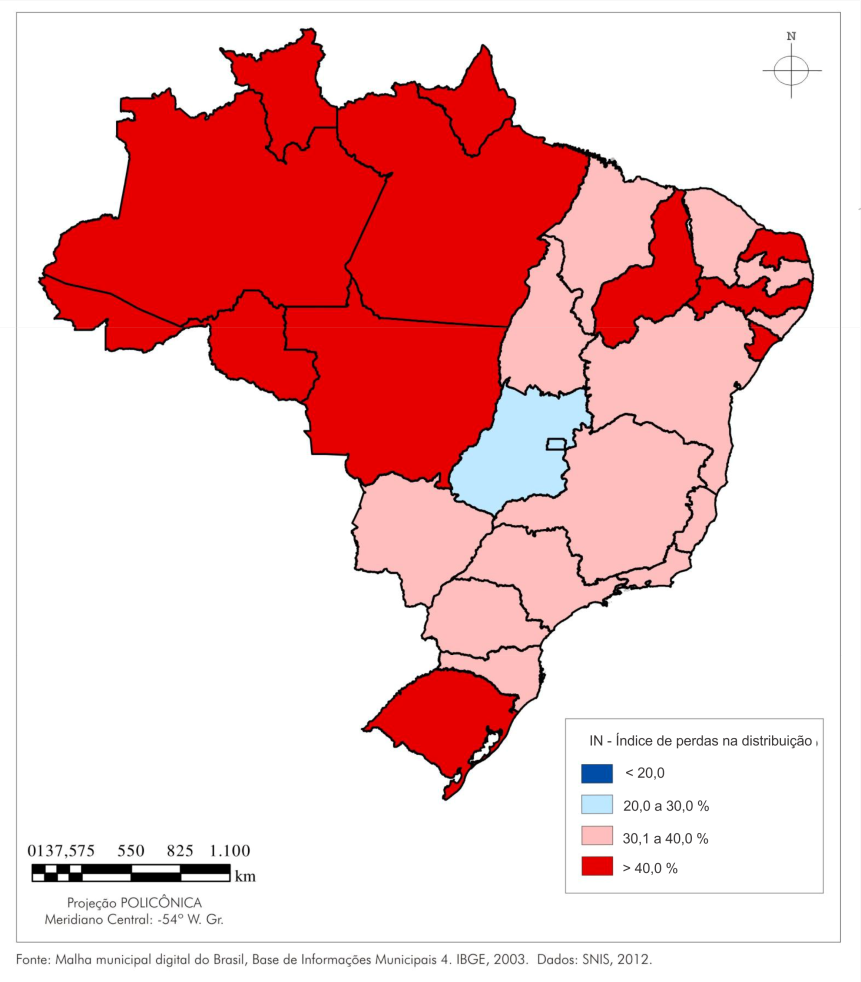 N
IN - Índice de perdas na distribuição
< 20,0
20,0 a 30,0 %
30,1 a 40,0 %
> 40,0 %
0137,575 550 825 1.100
km
Projeção POLICÔNICA
Meridiano Central: -54º W. Gr.
Fonte: Malha municipal digital do Brasil, Base de Informações Municipais 4. IBGE, 2003. Dados: SNIS, 2012.